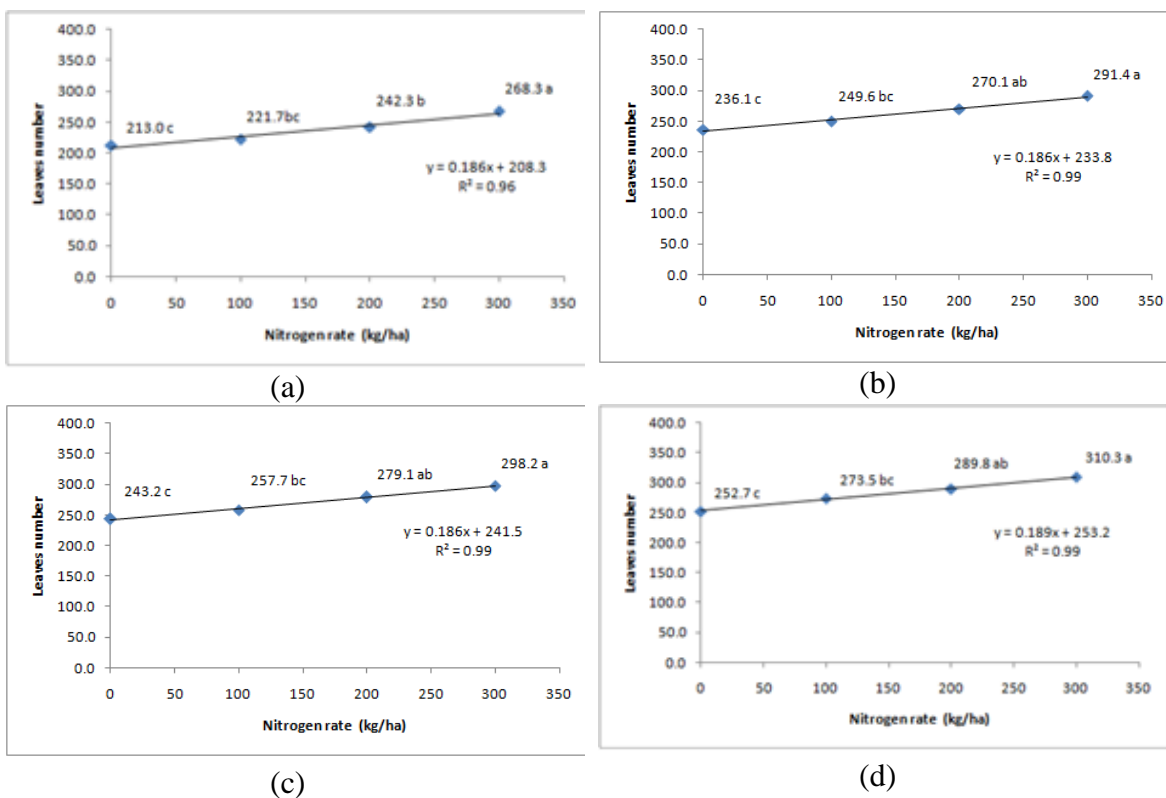 400.0
350.0
300.0
250.0
200.0
150.0
100.0
50.0
0.0
Leaves number
213.0 c
221.7bc
242.3 b
268.3 a
y = 0.186x + 208.3
R² = 0.96
0 50 100 150 200 250 300 350
Nitrogen rate (kg/ha)
(a)
400.0
350.0
300.0
250.0
200.0
150.0
100.0
50.0
0.0
Leaves number
236.1 c
249.6 bc
270.1 ab
291.4 a
y = 0.186x + 233.8
R² = 0.99
0 50 100 150 200 250 300 350
Nitrogen rate (kg/ha)
(b)
400.0
350.0
300.0
250.0
200.0
150.0
100.0
50.0
0.0
Leaves number
243.2 c
257.7 bc
279.1 ab
298.2 a
y = 0.186x + 241.5
R² = 0.99
0 50 100 150 200 250 300 350
Nitrogen rate (kg/ha)
(c)
400.0
350.0
300.0
250.0
200.0
150.0
100.0
50.0
0.0
Leaves number
252.7 c
273.5 bc
289.8 ab
310.3 a
y = 0.189x + 253.2
R² = 0.99
0 50 100 150 200 250 300 350
Nitrogen rate (kg/ha)
(d)